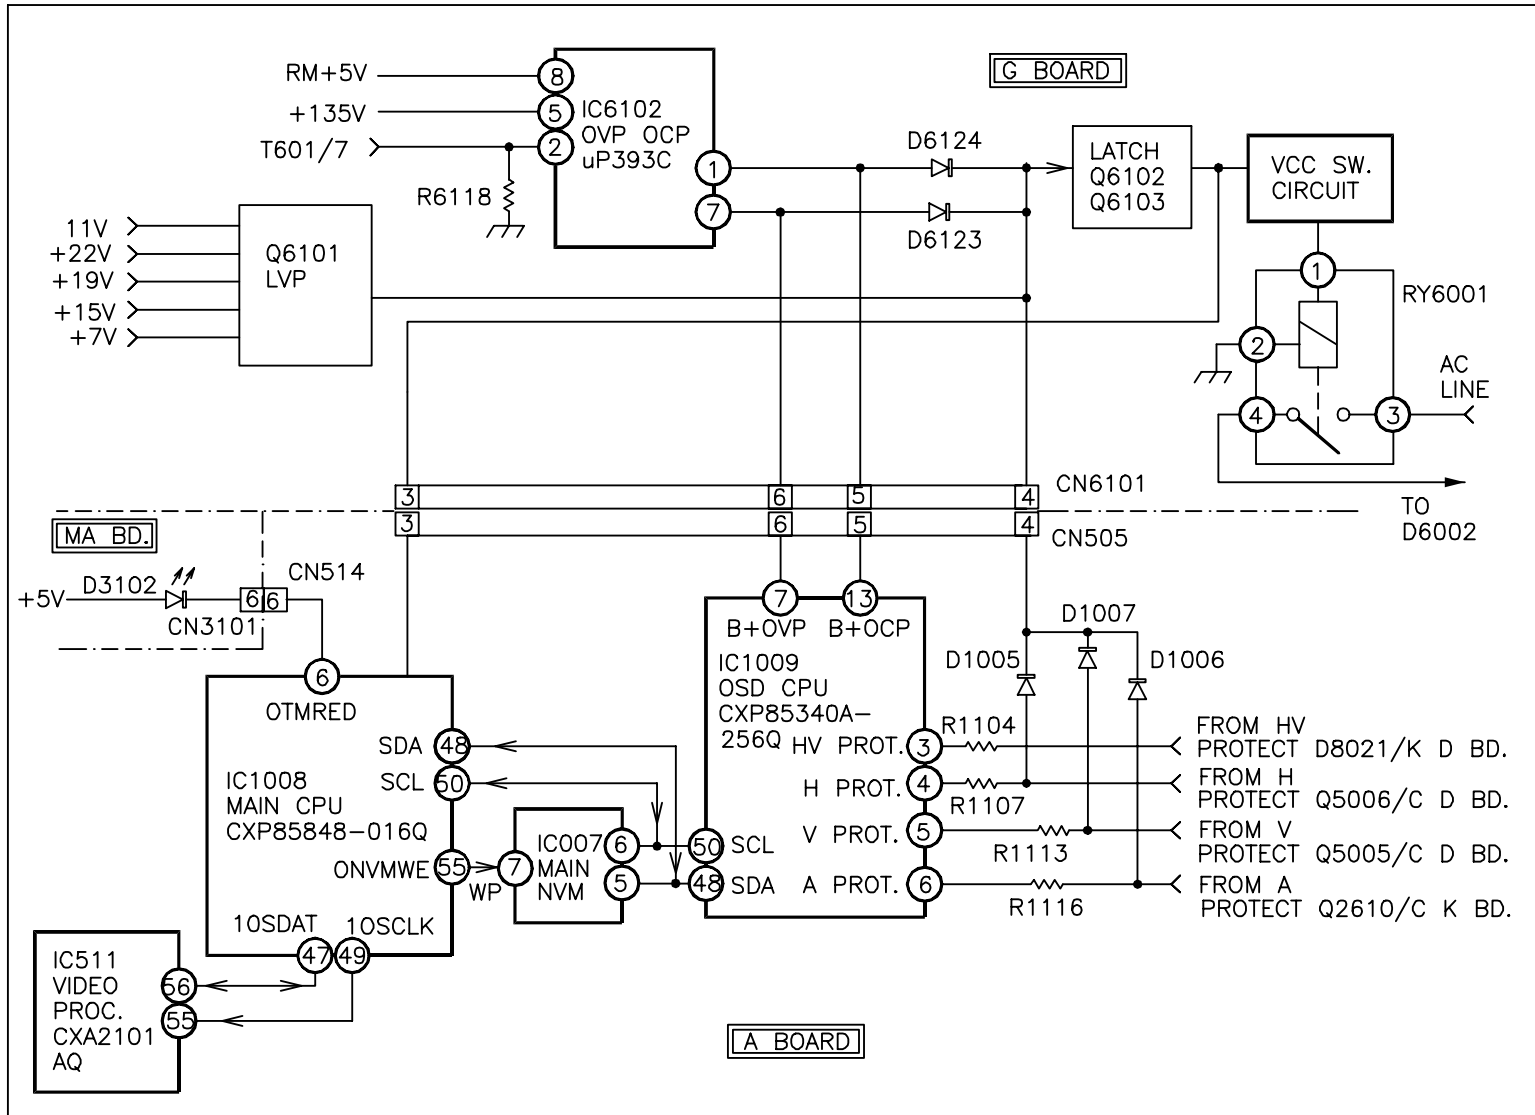 G BOARD
RM+5V
8
+135V
5
T601/7
2
IC6102
OVP OCP
uP393C
1
7
R6118
D6124
D6123
LATCH
Q6102
Q6103
VCC SW.
CIRCUIT
11V
+22V
+19V
+15V
+7V
Q6101
LVP
1
RY6001
2
4
3
AC
LINE
TO
D6002
3
6
5
4
CN6101
3
6
5
4
CN505
MA BD.
+5V
D3102
6
6
CN514
CN3101
6
OTMRED
SDA
48
SCL
50
IC1008
MAIN CPU
CXP85848-016Q
ONVMWE
55
WP
10SDAT
10SCLK
47
49
7
IC007
MAIN
NVM
6
5
7
13
B+OVP
B+OCP
IC1009
OSD CPU
CXP85340A-
256Q
HV PROT.
3
H PROT.
4
V PROT.
5
A PROT.
6
50
SCL
48
SDA
D1005
D1007
D1006
R1104
R1107
R1113
R1116
FROM HV
PROTECT D8021/K D BD.
FROM H
PROTECT Q5006/C D BD.
FROM V
PROTECT Q5005/C D BD.
FROM A
PROTECT Q2610/C K BD.
IC511
VIDEO
PROC.
CXA2101
AQ
56
55
A BOARD